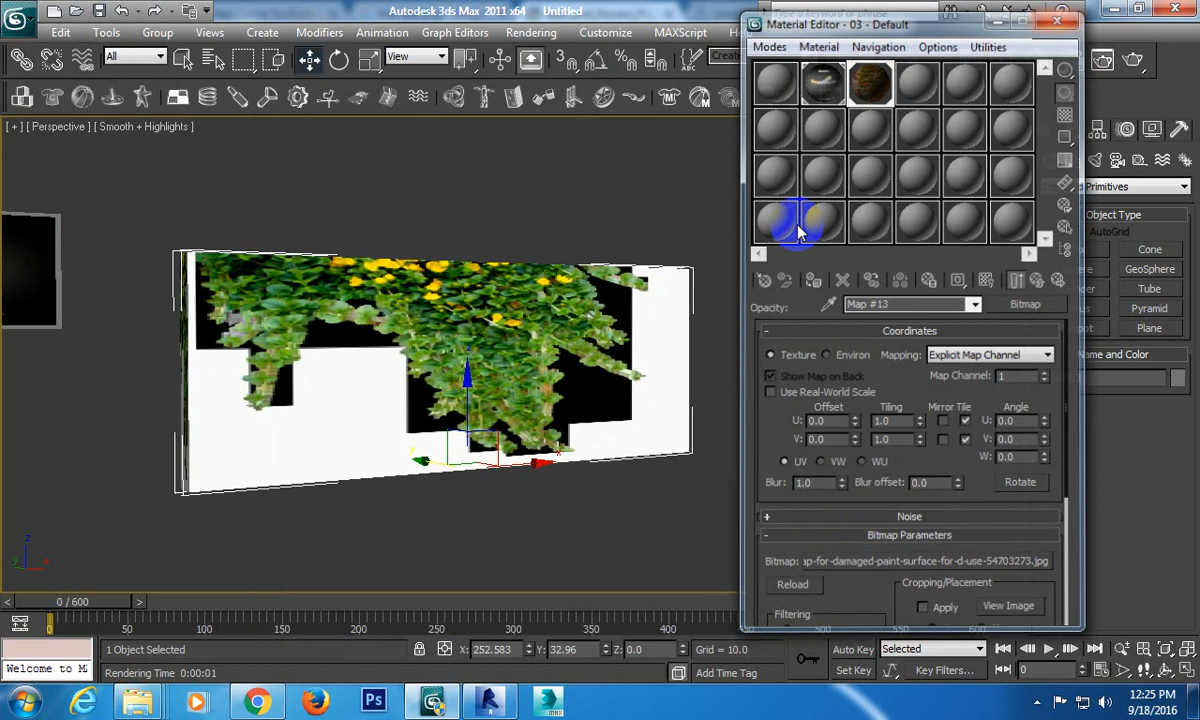 Autodesk 3ds Max 2011 x64 Untitled
Edit Tools Group Views Create Modifiers Animation Graph Editors Rendering Customize MAXScript
All
View
[ + ] [ Perspective ] [ Smooth + Highlights ]
Material Editor - 03 - Default
Modes Material Navigation Options Utilities
Opacity: Map #13 Bitmap
- Coordinates
Texture Environ Mapping: Explicit Map Channel
Show Map on Back Map Channel: 1
Use Real-World Scale
Offset Tiling Mirror Tile Angle
U: 0.0 1.0 U: 0.0
V: 0.0 1.0 V: 0.0
UV VW WU W: 0.0
Blur: 1.0 Blur offset: 0.0 Rotate
+ Noise
- Bitmap Parameters
Bitmap: ap-for-damaged-paint-surface-for-d-use-54703273.jpg
Reload Cropping/Placement
Apply View Image
Filtering
Primitives
Object Type
AutoGrid
Cone
GeoSphere
Tube
Pyramid
Plane
Name and Color
0 / 600
0 50 100 150 200 250 300 350 400
1 Object Selected X: 252.583 Y: 32.96 Z: 0.0 Grid = 10.0 Auto Key Selected
Welcome to M Rendering Time: 0:00:01 Add Time Tag Set Key Key Filters... 0
12:25 PM
9/18/2016